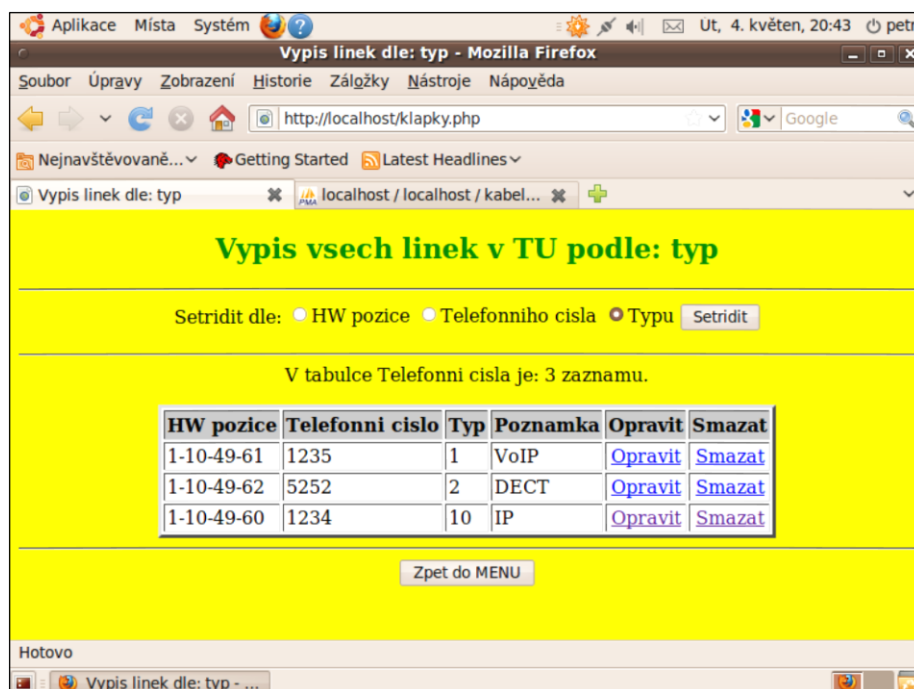 Aplikace Místa Systém Út, 4. květen, 20:43 petr
Vypis linek dle: typ - Mozilla Firefox
Soubor Úpravy Zobrazení Historie Záložky Nástroje Nápověda
http://localhost/klapky.php Google
Nejnavštěvovaně... Getting Started Latest Headlines
Vypis linek dle: typ PMA localhost / localhost / kabel...
Vypis vsech linek v TU podle: typ
Setridit dle: HW pozice Telefonniho cisla Typu Setridit
V tabulce Telefonni cisla je: 3 zaznamu.
HW pozice Telefonni cislo Typ Poznamka Opravit Smazat
1-10-49-61 1235 1 VoIP Opravit Smazat
1-10-49-62 5252 2 DECT Opravit Smazat
1-10-49-60 1234 10 IP Opravit Smazat
Zpet do MENU
Hotovo
Vypis linek dle: typ - ...